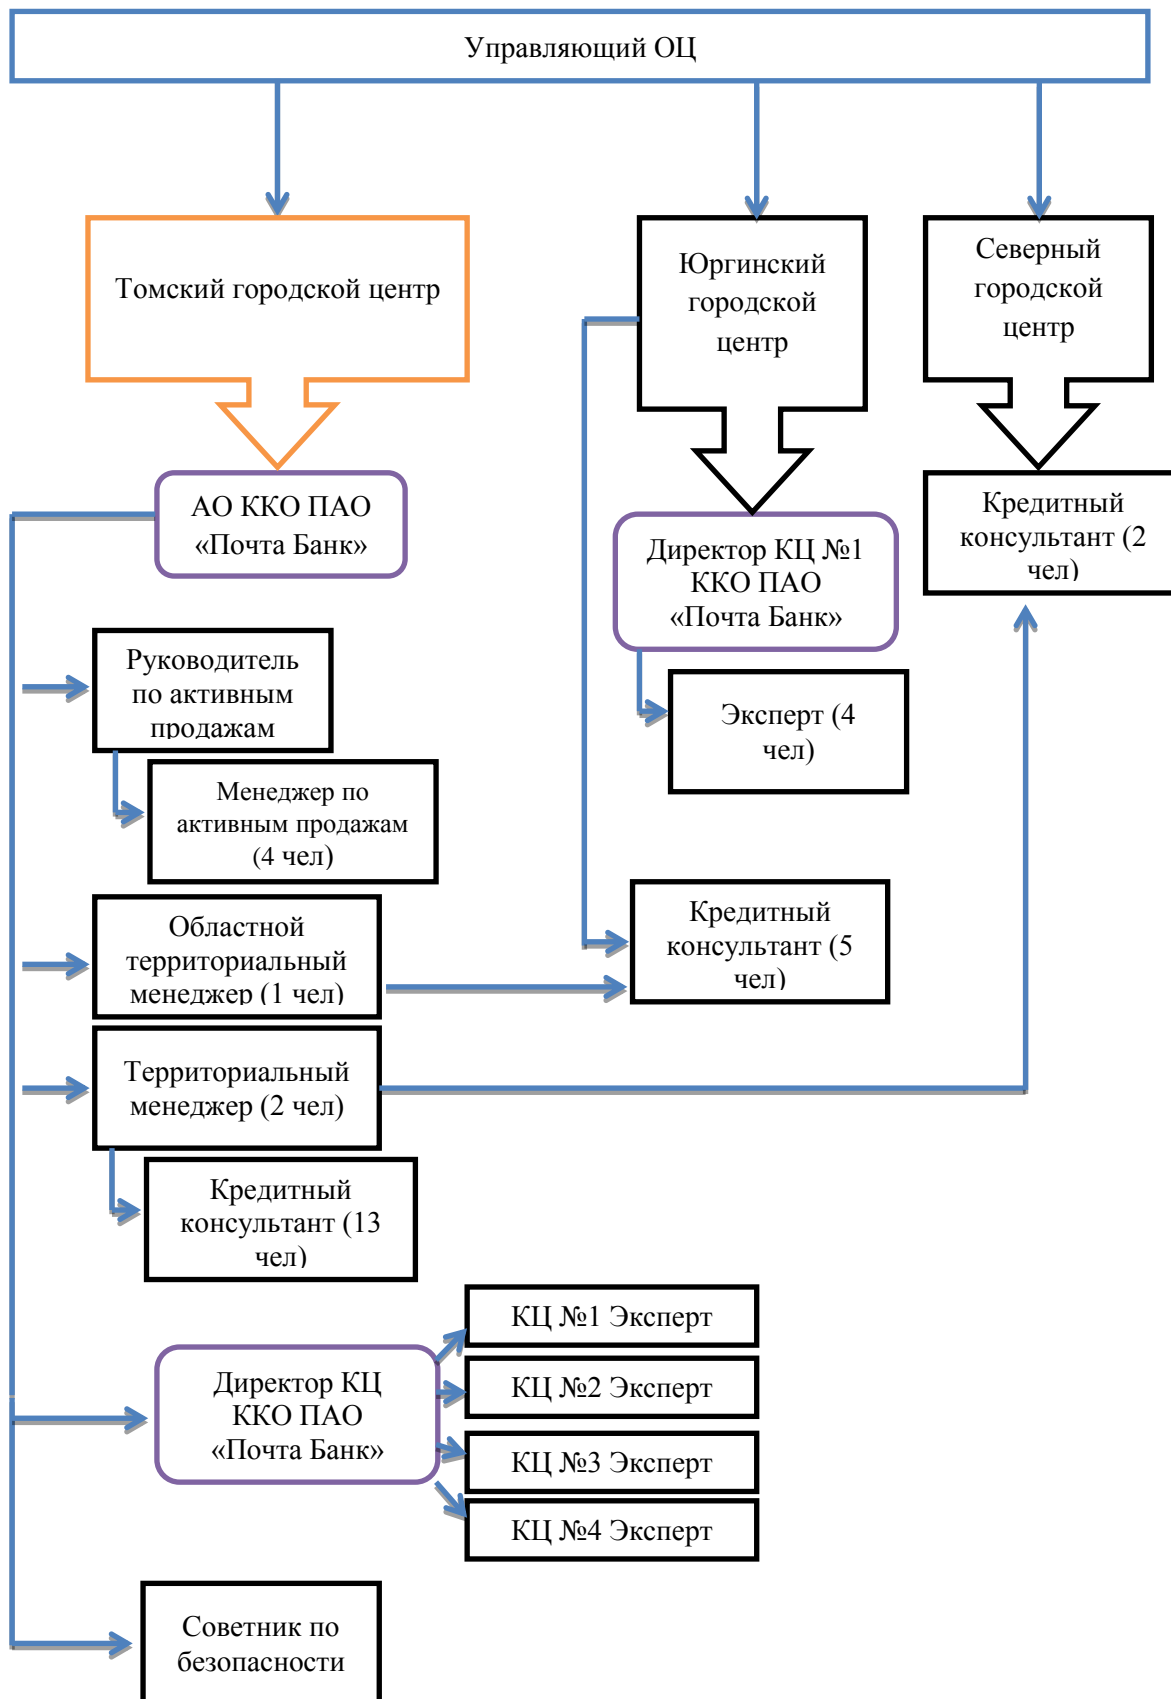 Управляющий ОЦ
Томский городской центр
Юргинский
городской
центр
Северный
городской
центр
АО ККО ПАО
«Почта Банк»
Директор КЦ №1
ККО ПАО
«Почта Банк»
Кредитный
консультант (2
чел)
Руководитель
по активным
продажам
Эксперт (4
чел)
Менеджер по
активным продажам
(4 чел)
Областной
территориальный
менеджер (1 чел)
Кредитный
консультант (5
чел)
Территориальный
менеджер (2 чел)
Кредитный
консультант (13
чел)
Директор КЦ
ККО ПАО
«Почта Банк»
КЦ №1 Эксперт
КЦ №2 Эксперт
КЦ №3 Эксперт
КЦ №4 Эксперт
Советник по
безопасности